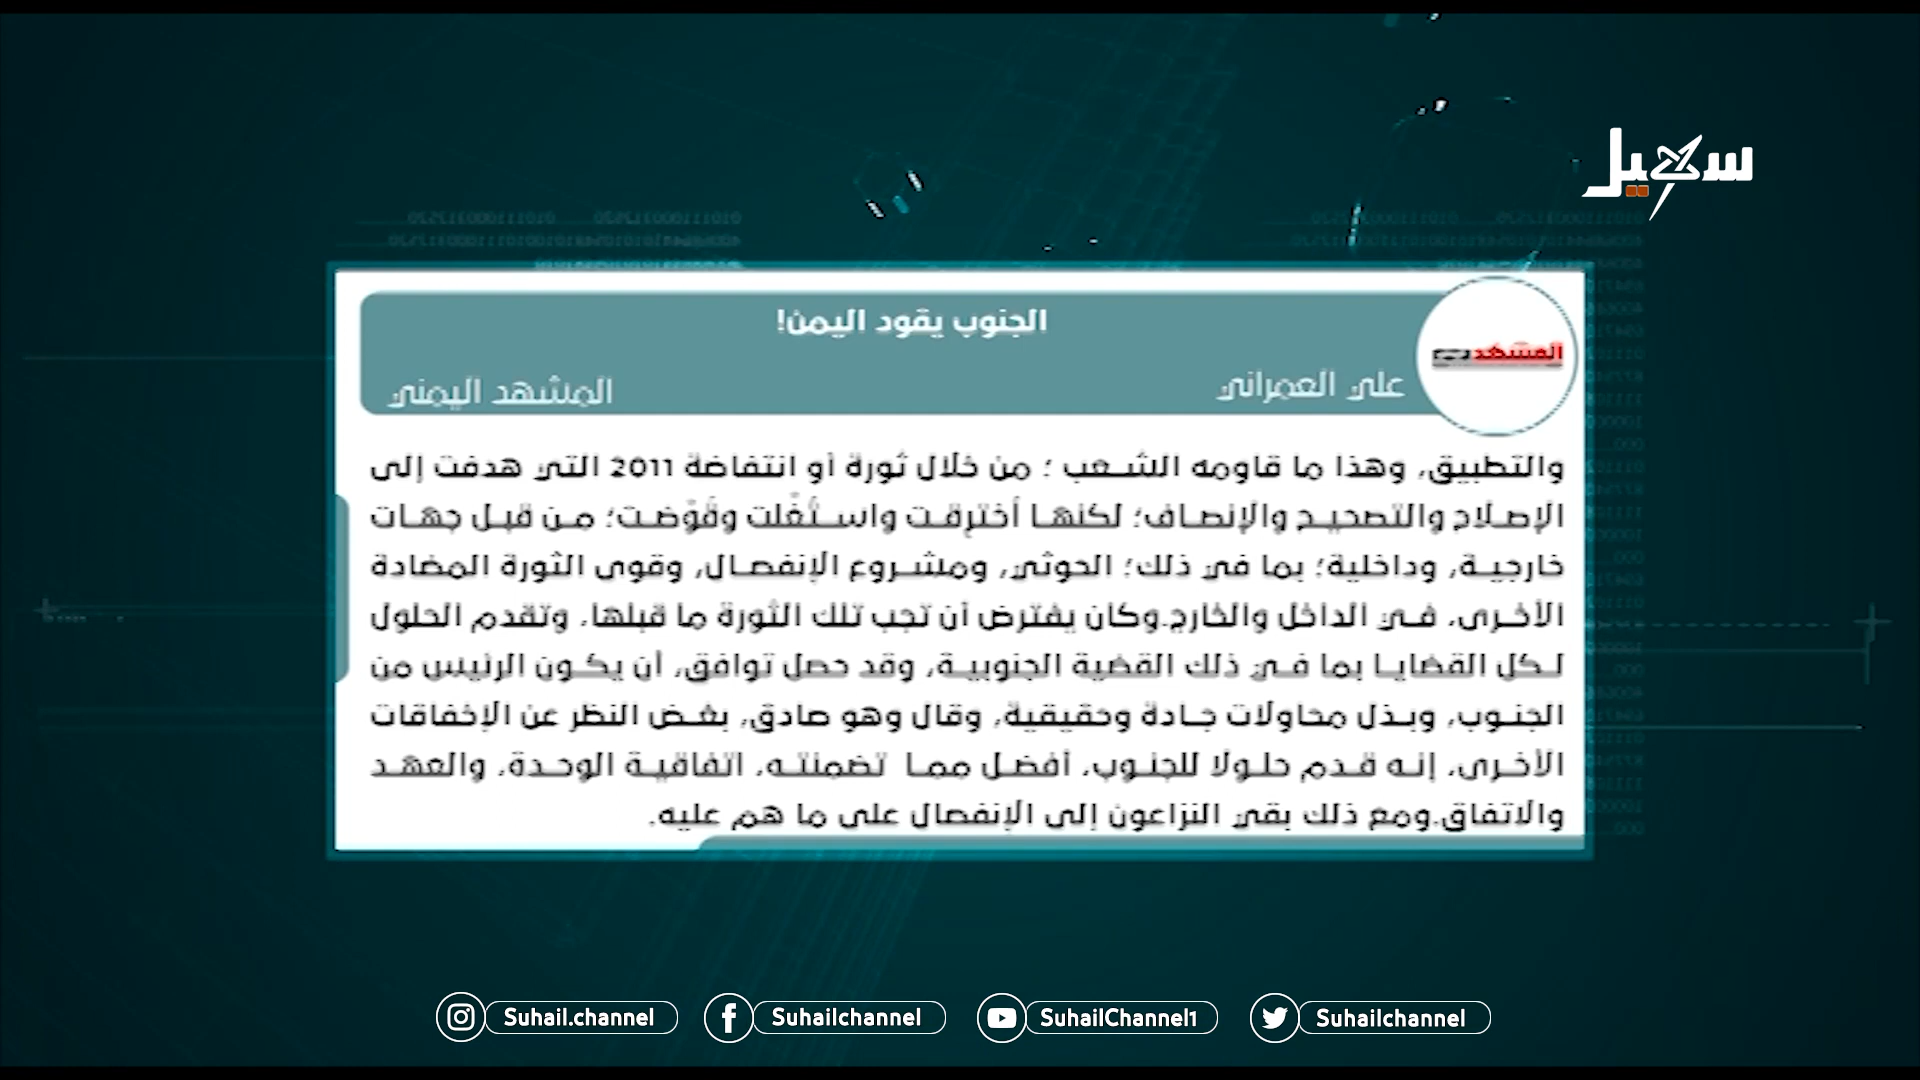 سهيل
الجنوب يقود اليمن!
المشهد
علي العمراني
المشهد اليمني
والتطبيق، وهذا ما قاومه الشعب ؛ من خلال ثورة أو انتفاضة 2011 التي هدفت إلى
الإصلاح والتصحيح والإنصاف؛ لكنها أخترقت واستُغلت وقُوّضت؛ من قبل جهات
خارجية، وداخلية؛ بما في ذلك؛ الحوثي، ومشروع الإنفصال، وقوى الثورة المضادة
الأخرى، في الداخل والخارج.وكان يفترض أن تجب تلك الثورة ما قبلها، وتقدم الحلول
لكل القضايا بما في ذلك القضية الجنوبية، وقد حصل توافق، أن يكون الرئيس من
الجنوب، وبذل محاولات جادة وحقيقية، وقال وهو صادق، بغض النظر عن الإخفاقات
الأخرى، إنه قدم حلولا للجنوب، أفضل مما تضمنته، اتفاقية الوحدة، والعهد
والاتفاق.ومع ذلك بقي النزاعون إلى الإنفصال على ما هم عليه.
Suhail.channel
Suhailchannel
SuhailChannel1
Suhailchannel